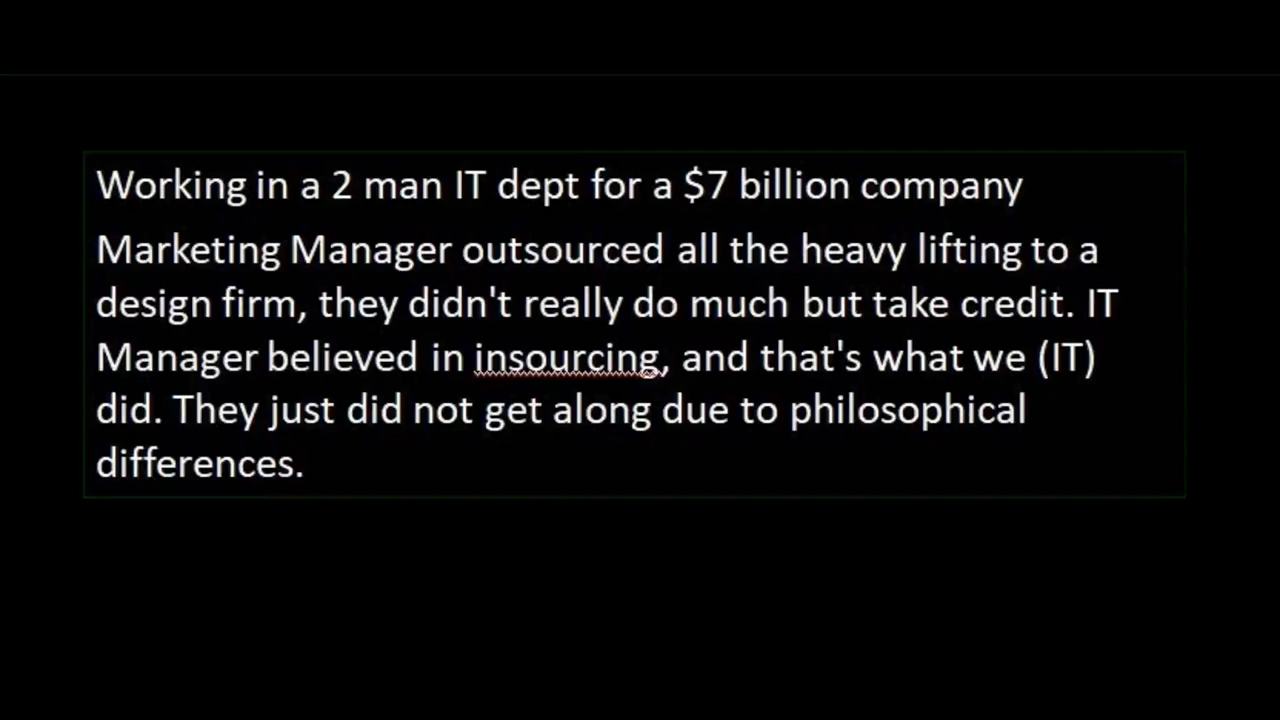 Working in a 2 man IT dept for a $7 billion company
Marketing Manager outsourced all the heavy lifting to a
design firm, they didn't really do much but take credit. IT
Manager believed in insourcing, and that's what we (IT)
did. They just did not get along due to philosophical
differences.